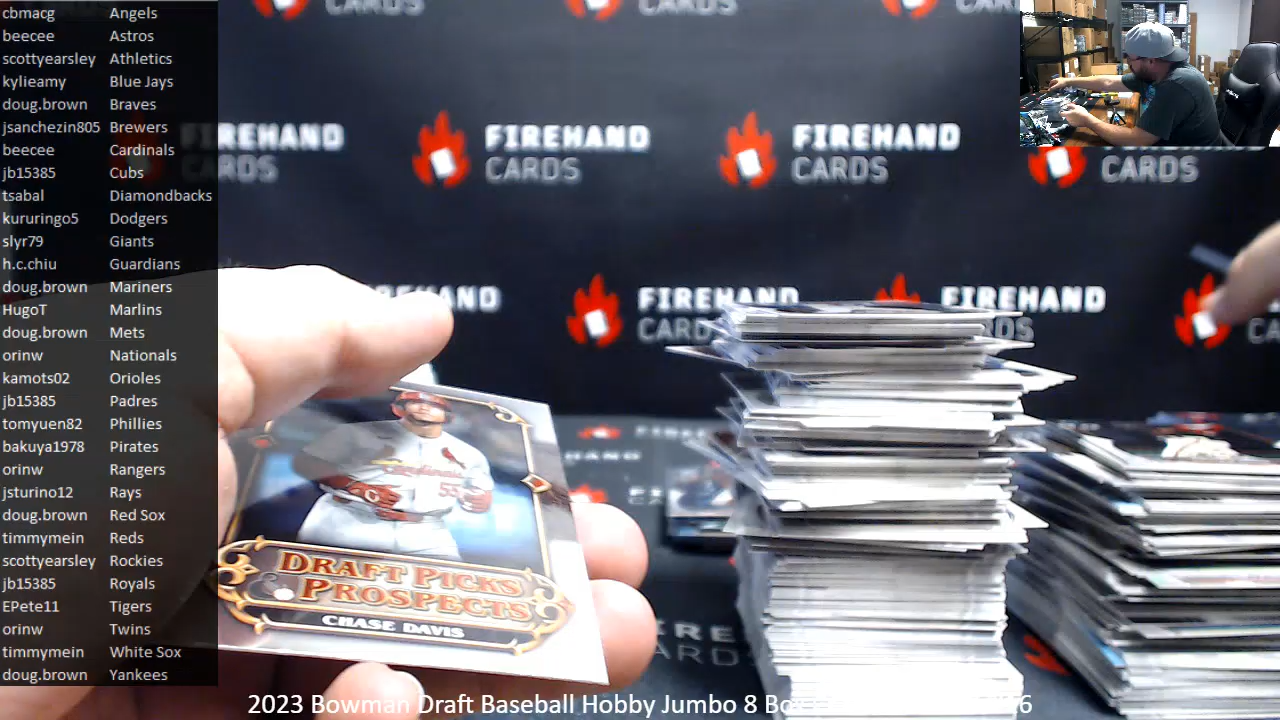 cbmacg Angels
beecee Astros
scottyearsley Athletics
kylieamy Blue Jays
doug.brown Braves
jsanchezin805 Brewers
beecee Cardinals
jb15385 Cubs
tsabal Diamondbacks
kururingo5 Dodgers
slyr79 Giants
h.c.chiu Guardians
doug.brown Mariners
HugoT Marlins
doug.brown Mets
orinw Nationals
kamots02 Orioles
jb15385 Padres
tomyuen82 Phillies
bakuya1978 Pirates
orinw Rangers
jsturino12 Rays
doug.brown Red Sox
timmymein Reds
scottyearsley Rockies
jb15385 Royals
EPete11 Tigers
orinw Twins
timmymein White Sox
doug.brown Yankees
CARDS
CARDS
FIREHAND
CARDS
FIREHAND
CARDS
FIREHAND
CARDS
CARDS
FIREHAND
CARDS
FIREHAND
CARDS
Cardinals
DRAFT PICKS
& PROSPECTS
CHASE DAVIS
2023 Bowman Draft Baseball Hobby Jumbo 8